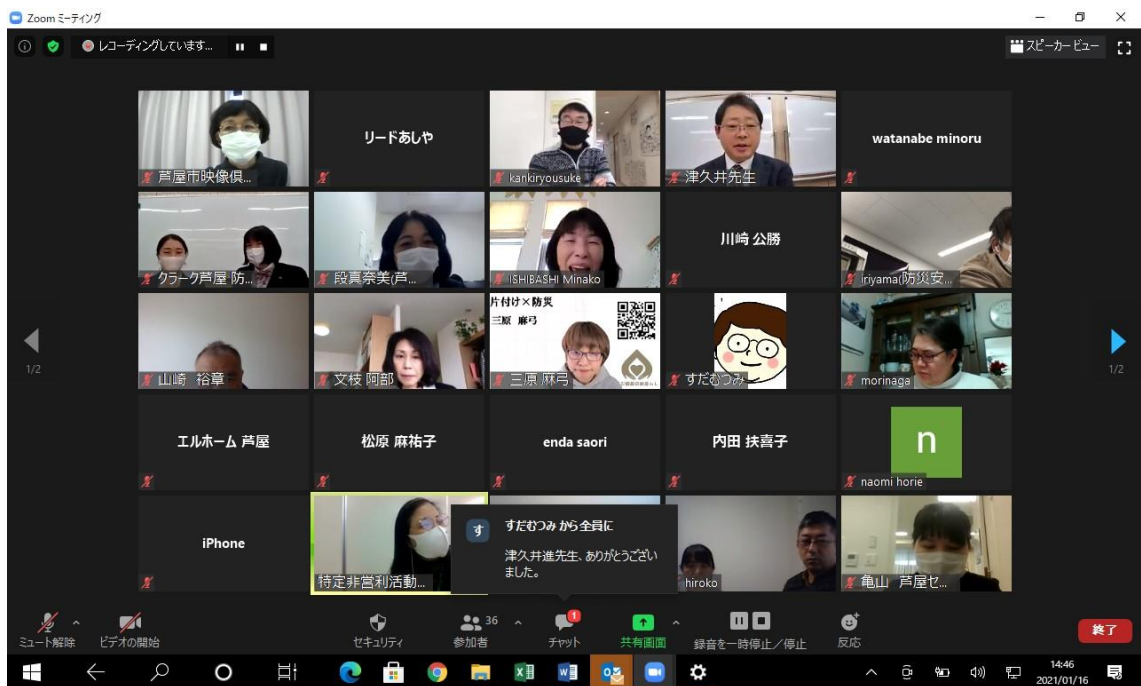 Zoom ミーティング
レコーディングしています...
スピーカー ビュー
芦屋市映像倶...
リードあしや
kankiryousuke
津久井先生
watanabe minoru
クラーク芦屋 防...
段真奈美(芦...
ISHIBASHI Minako
川崎 公勝
iriyama(防災安...
山崎 裕章
文枝 阿部
片付け×防災
三原 麻弓
三原 麻弓
すだむつみ
morinaga
1/2
1/2
エルホーム 芦屋
松原 麻祐子
enda saori
内田 扶喜子
n
naomi horie
iPhone
特定非営利活動...
す
すだむつみ から全員に
津久井進先生、ありがとうござい
ました。
hiroko
亀山 芦屋セ...
ミュート解除
ビデオの開始
セキュリティ
参加者
36
チャット
1
共有画面
録音を一時停止／停止
反応
終了
14:46
2021/01/16